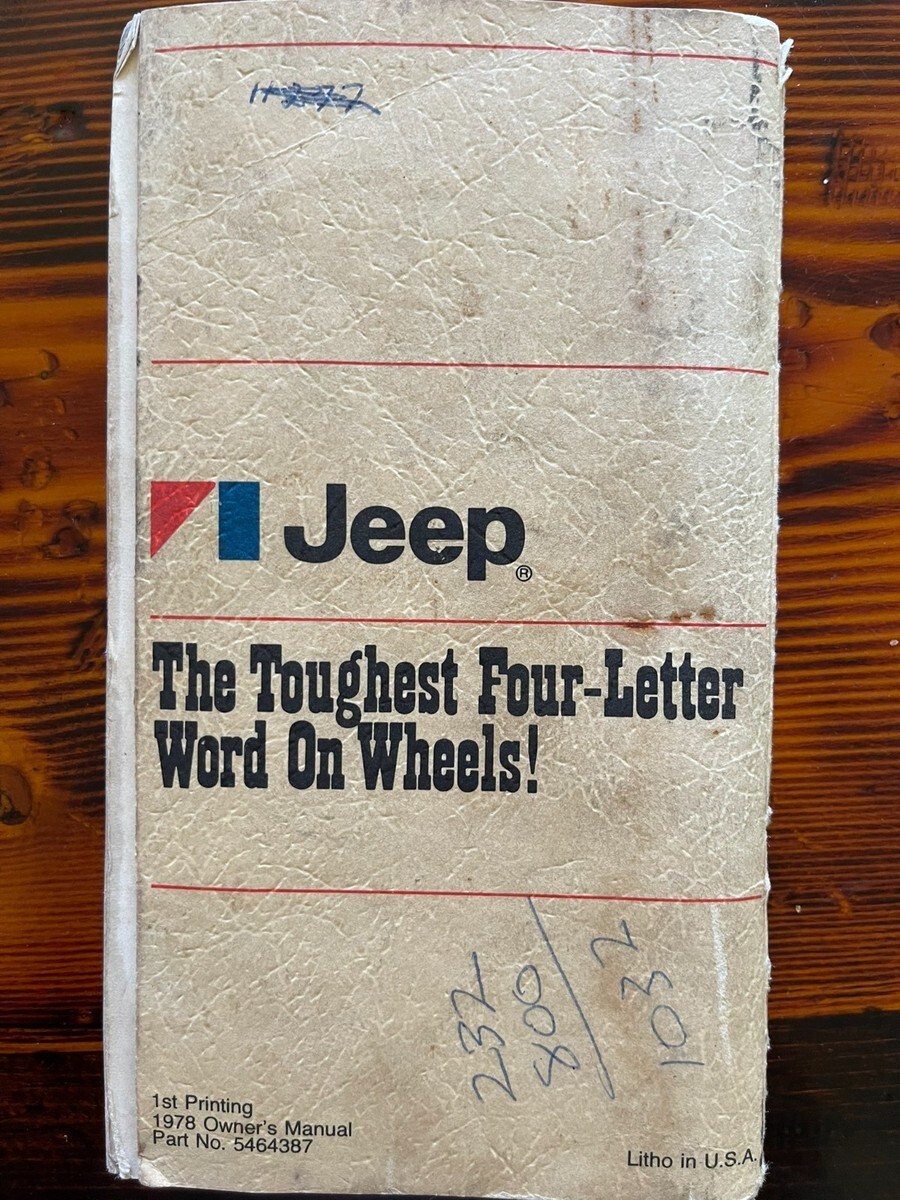 Jeep®
The Toughest Four-Letter
Word On Wheels!
232
800
1032
1st Printing
1978 Owner's Manual
Part No. 5464387
Litho in U.S.A.